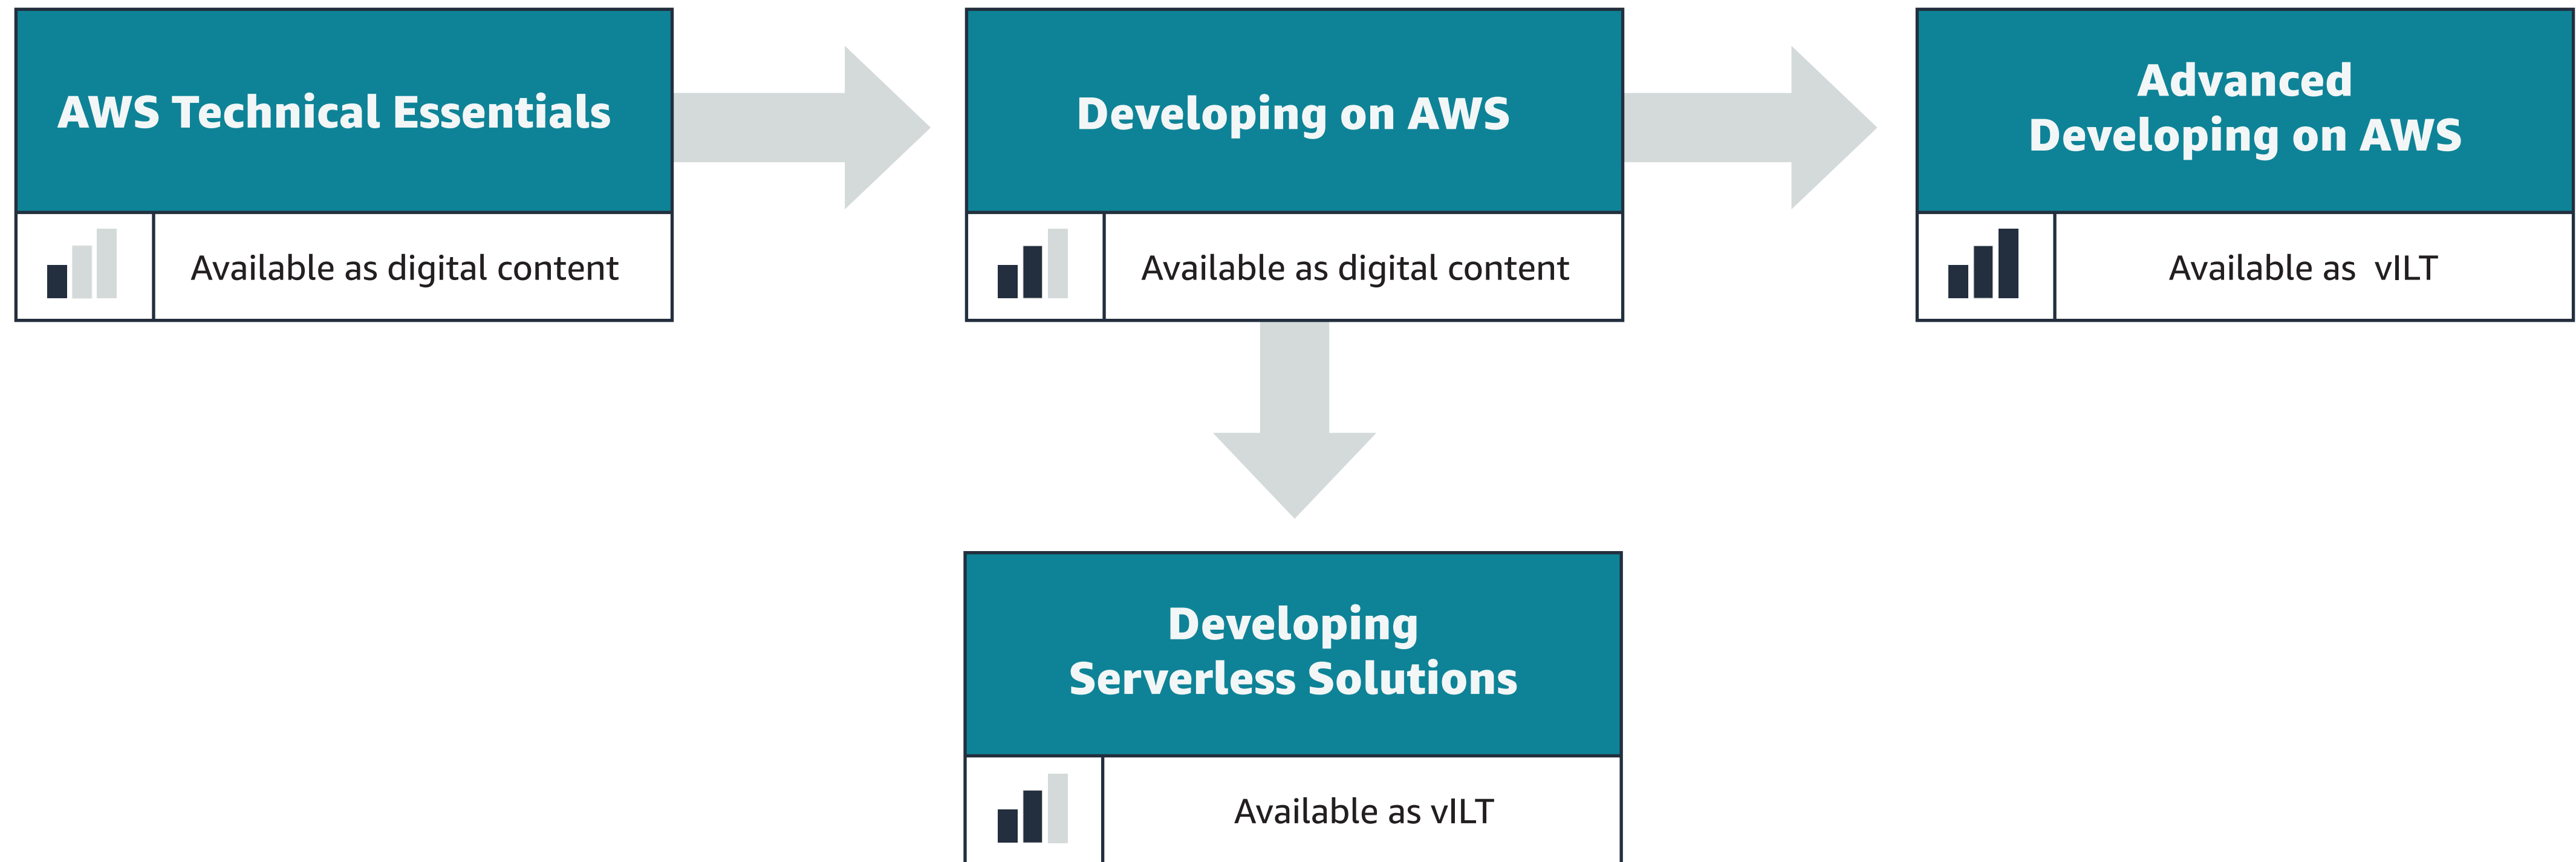 AWS Technical Essentials
Available as digital content
Developing on AWS
Available as digital content
Advanced
Developing on AWS
Available as  vILT
Developing
Serverless Solutions
Available as vILT